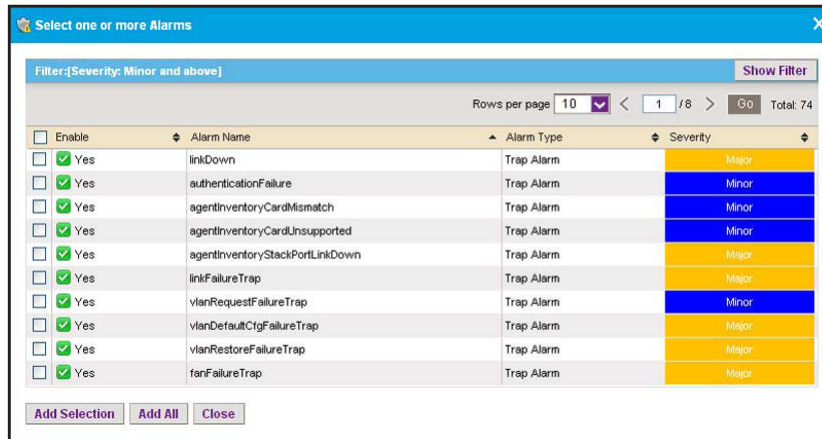 Select one or more Alarms X
Filter:[Severity: Minor and above] Show Filter
Rows per page 10 < 1 /8 > Go Total: 74
Enable Alarm Name Alarm Type Severity
Yes linkDown Trap Alarm Major
Yes authenticationFailure Trap Alarm Minor
Yes agentInventoryCardMismatch Trap Alarm Minor
Yes agentInventoryCardUnsupported Trap Alarm Minor
Yes agentInventoryStackPortLinkDown Trap Alarm Major
Yes linkFailureTrap Trap Alarm Major
Yes vlanRequestFailureTrap Trap Alarm Minor
Yes vlanDefaultCfgFailureTrap Trap Alarm Major
Yes vlanRestoreFailureTrap Trap Alarm Major
Yes fanFailureTrap Trap Alarm Major
Add Selection Add All Close